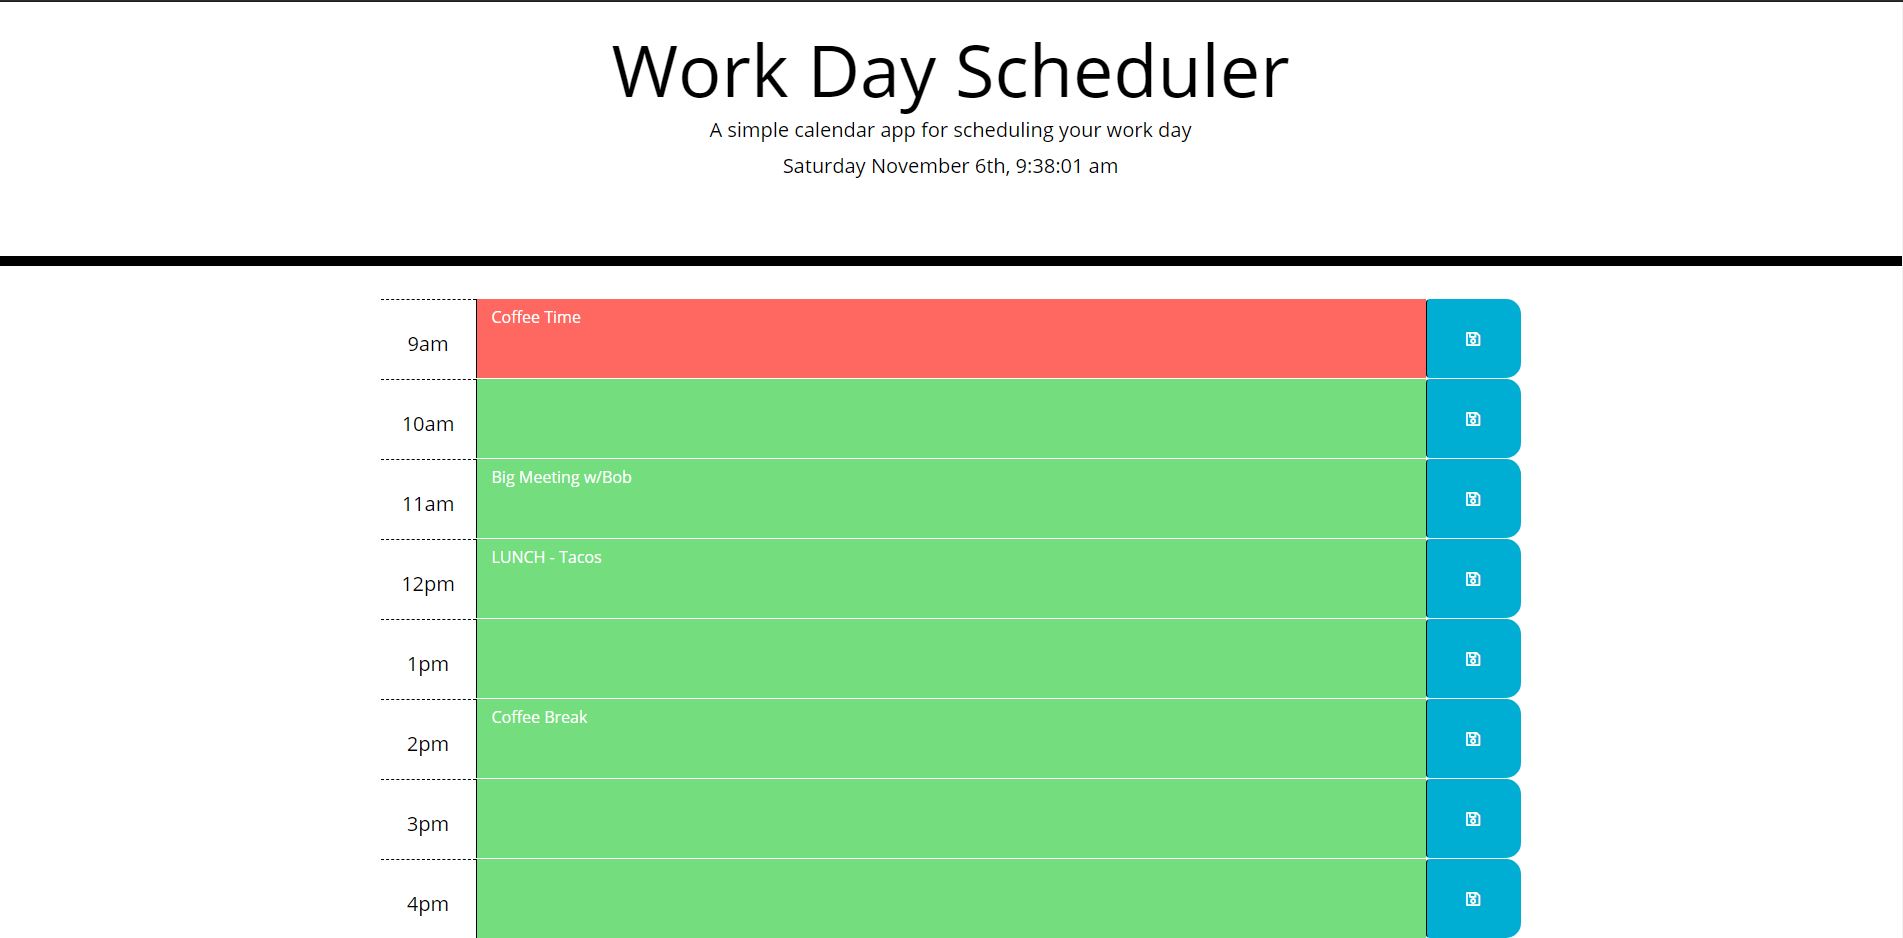 Work Day Scheduler
A simple calendar app for scheduling your work day
Saturday November 6th, 9:38:01 am
9am
Coffee Time
10am
11am
Big Meeting w/Bob
12pm
LUNCH - Tacos
1pm
2pm
Coffee Break
3pm
4pm